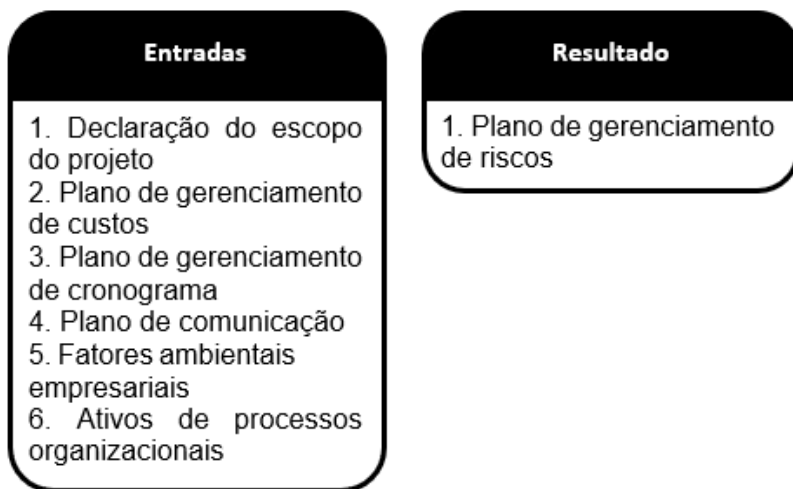 Entradas
1. Declaração do escopo
do projeto
2. Plano de gerenciamento
de custos
3. Plano de gerenciamento
de cronograma
4. Plano de comunicação
5. Fatores ambientais
empresariais
6. Ativos de processos
organizacionais
Resultado
1. Plano de gerenciamento
de riscos